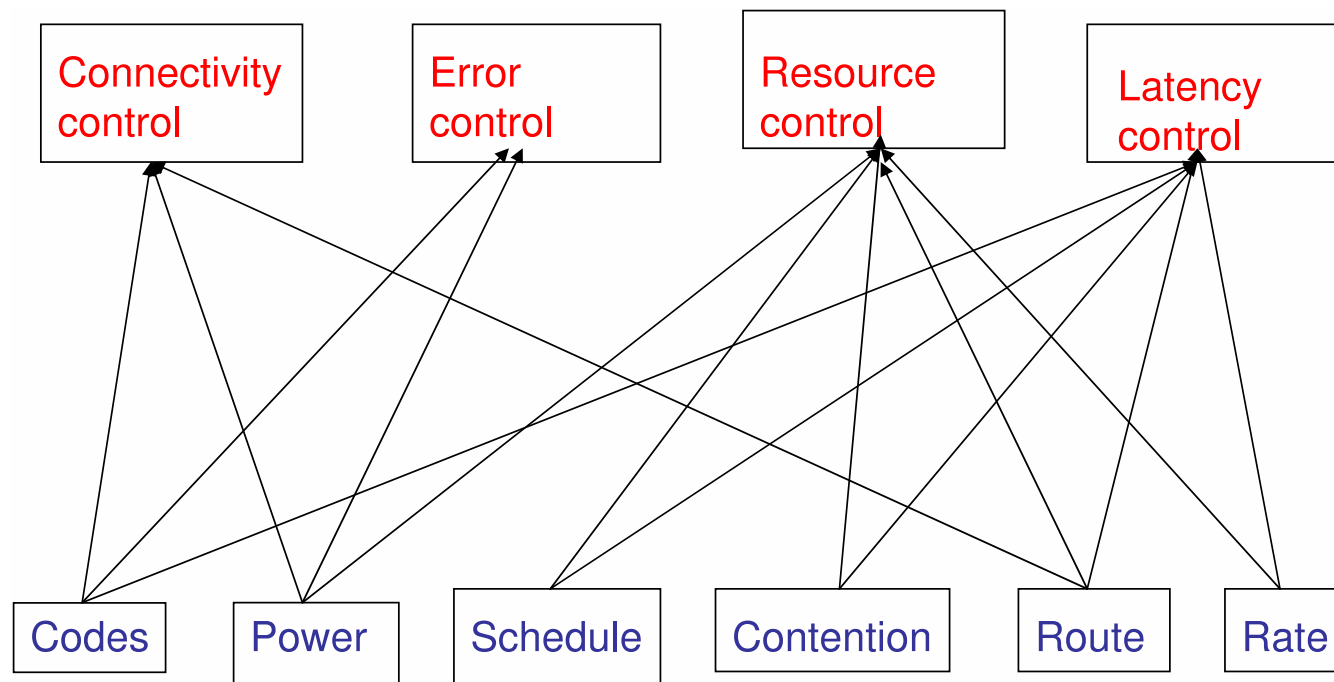 Connectivity
control
Error
control
Resource
control
Latency
control
Codes
Power
Schedule
Contention
Route
Rate